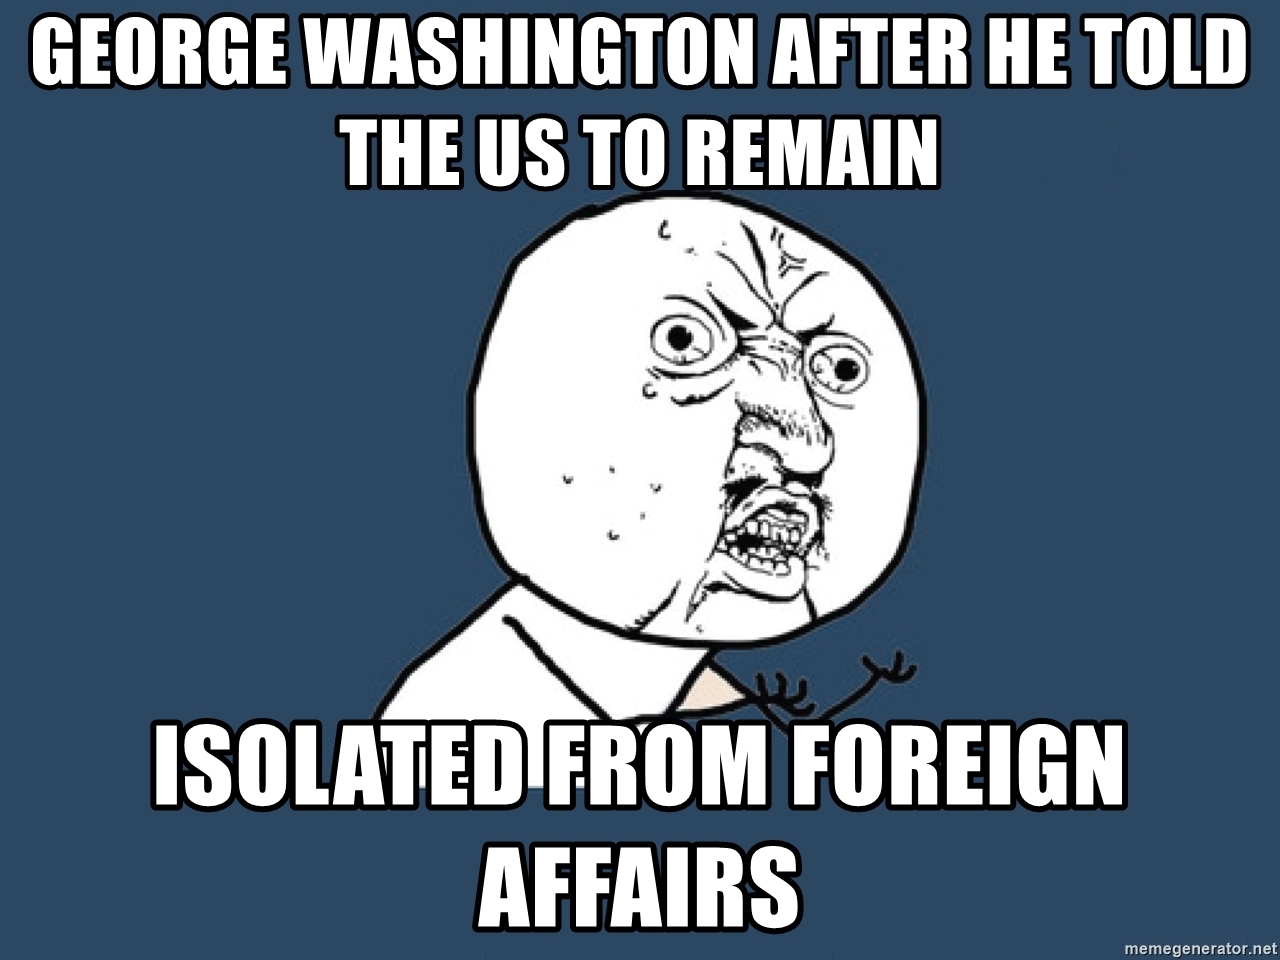 GEORGE WASHINGTON AFTER HE TOLD
THE US TO REMAIN
ISOLATED FROM FOREIGN
AFFAIRS
memegenerator.net